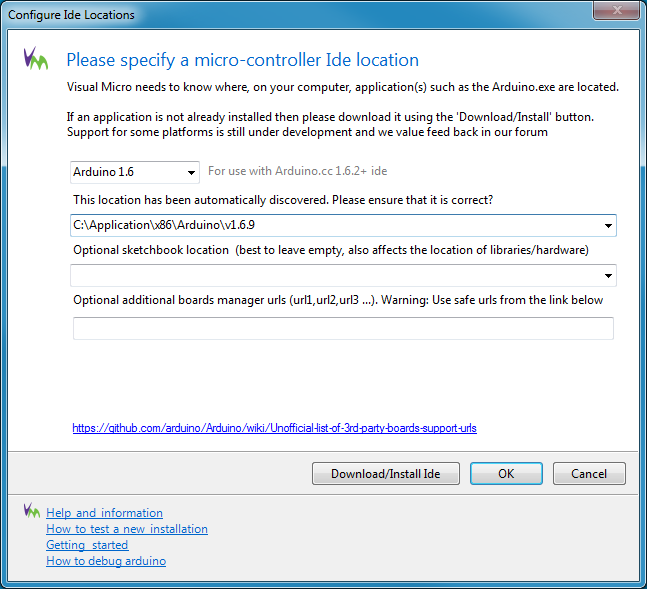 Configure Ide Locations
Please specify a micro-controller Ide location
Visual Micro needs to know where, on your computer, application(s) such as the Arduino.exe are located.
If an application is not already installed then please download it using the 'Download/Install' button.
Support for some platforms is still under development and we value feed back in our forum
Arduino 1.6 For use with Arduino.cc 1.6.2+ ide
This location has been automatically discovered. Please ensure that it is correct?
C:\Application\x86\Arduino\v1.6.9
Optional sketchbook location (best to leave empty, also affects the location of libraries/hardware)
Optional additional boards manager urls (url1,url2,url3 ...). Warning: Use safe urls from the link below
https://github.com/arduino/Arduino/wiki/Unofficial-list-of-3rd-party-boards-support-urls
Download/Install Ide OK Cancel
Help and information
How to test a new installation
Getting started
How to debug arduino